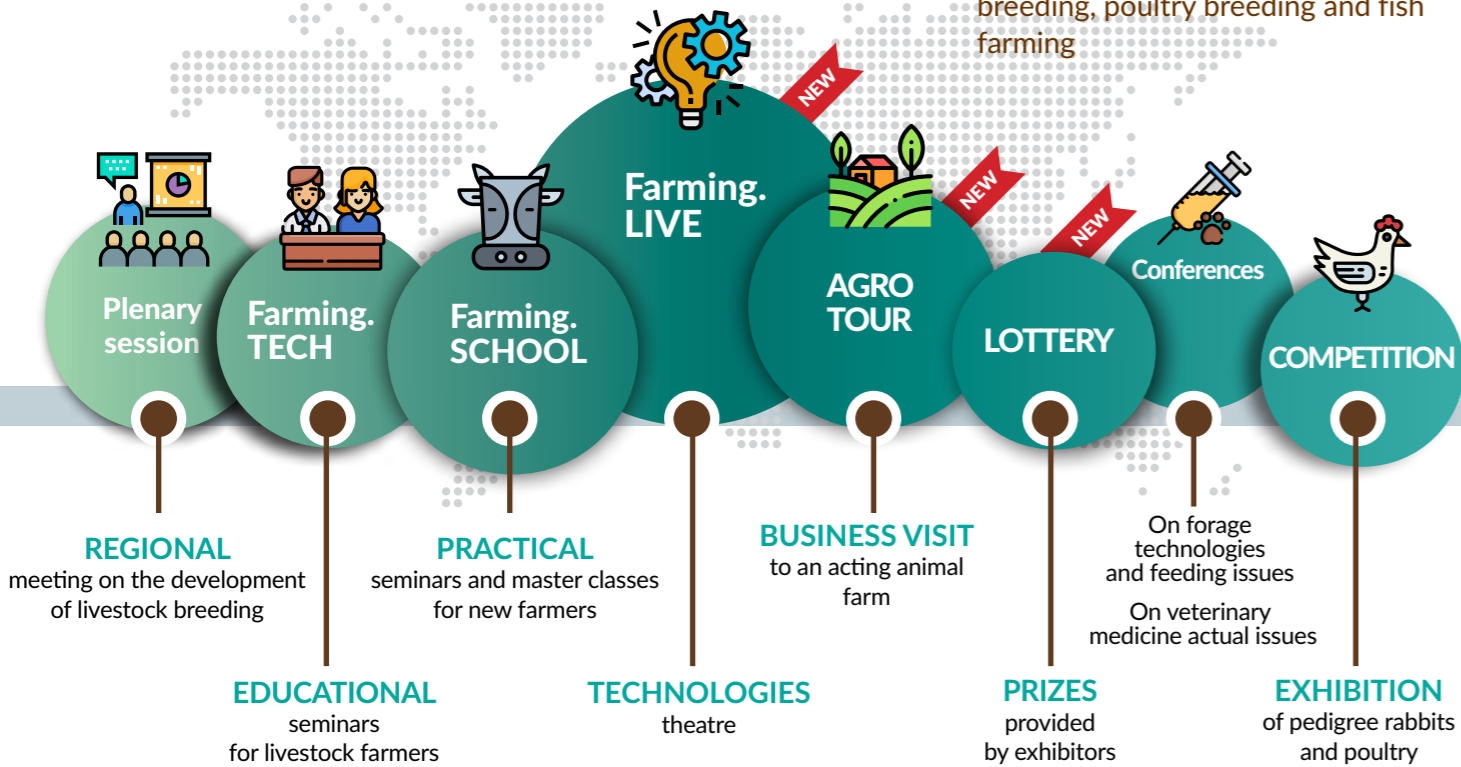 breeding, poultry breeding and fish
farming
NEW
NEW
NEW
Plenary
session
Farming.
TECH
Farming.
SCHOOL
Farming.
LIVE
AGRO
TOUR
LOTTERY
Conferences
COMPETITION
REGIONAL
meeting on the development
of livestock breeding
EDUCATIONAL
seminars
for livestock farmers
PRACTICAL
seminars and master classes
for new farmers
TECHNOLOGIES
theatre
BUSINESS VISIT
to an acting animal
farm
PRIZES
provided
by exhibitors
On forage
technologies
and feeding issues
On veterinary
medicine actual issues
EXHIBITION
of pedigree rabbits
and poultry